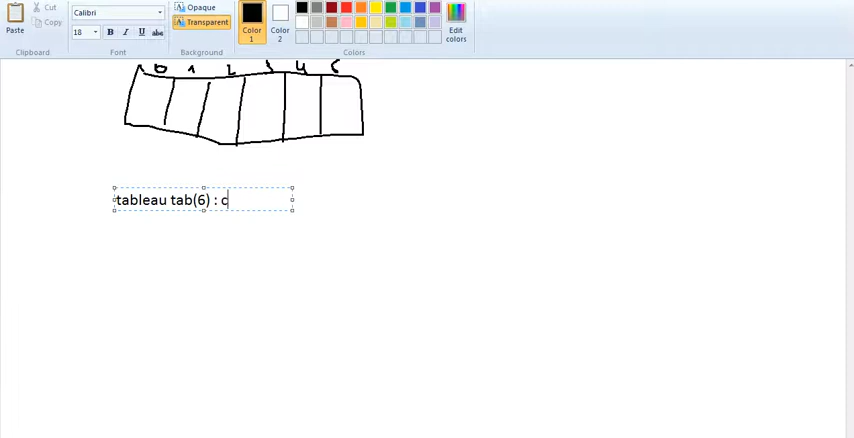 Paste
Cut
Copy
Clipboard
Calibri
18
B I U abc
Font
Opaque
Transparent
Background
Color 1
Color 2
Edit colors
Colors
0 1 2 3 4
tableau tab(6) : c